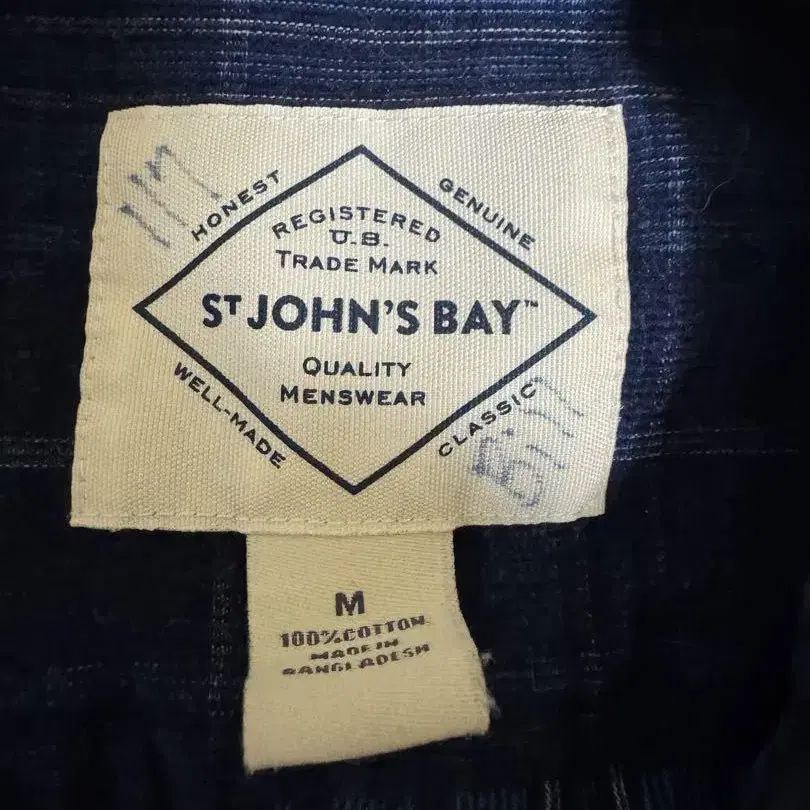 HONEST
GENUINE
REGISTERED
U.S.
TRADE MARK
ST JOHN'S BAY™
QUALITY
MENSWEAR
WELL-MADE
CLASSIC
M
100% COTTON
MADE IN
BANGLADESH